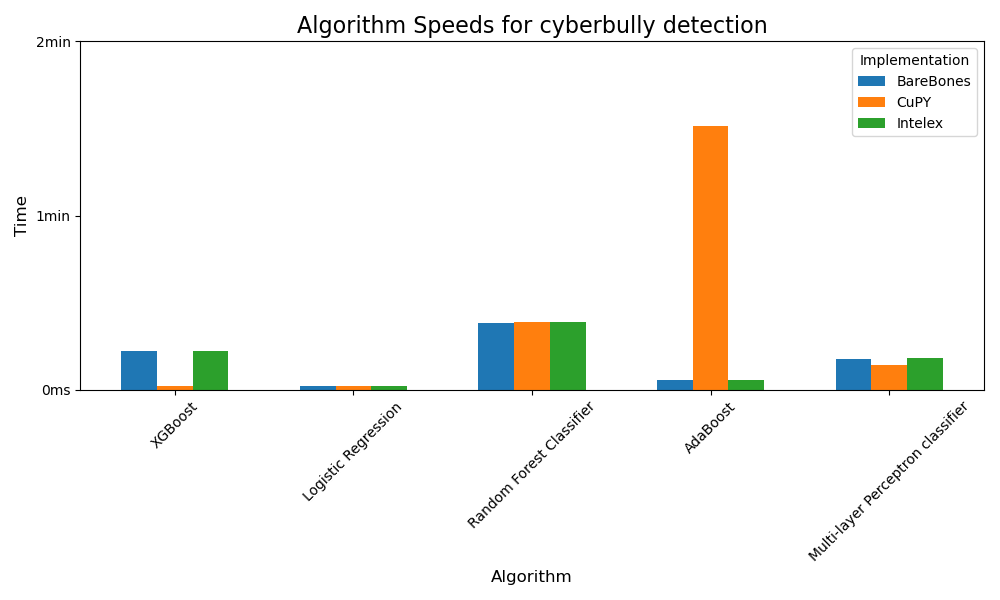 Algorithm Speeds for cyberbully detection
2min
1min
0ms
Time
Implementation
BareBones
CuPY
Intelex
XGBoost
Logistic Regression
Random Forest Classifier
AdaBoost
Multi-layer Perceptron classifier
Algorithm